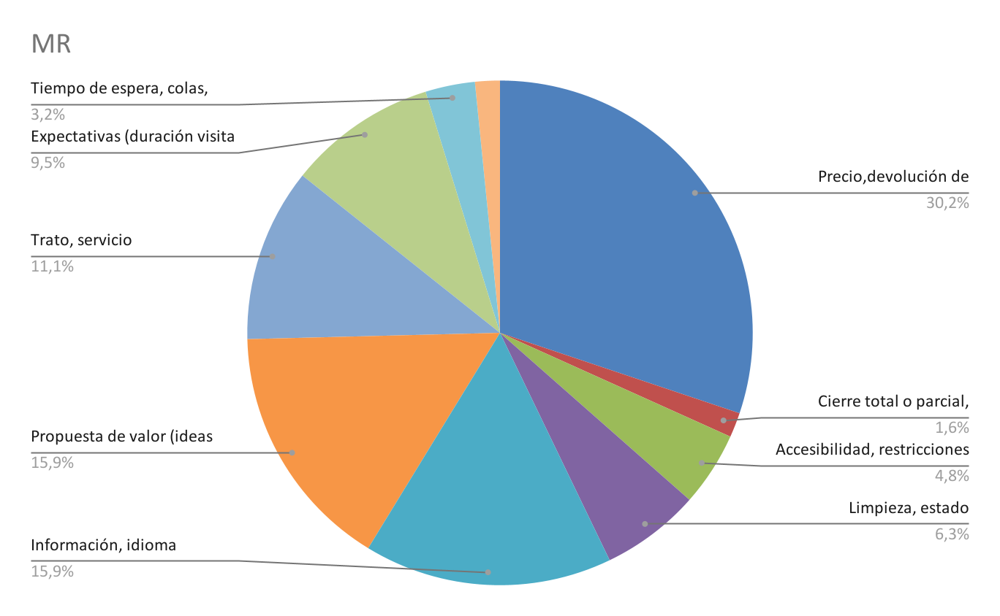 MR
Tiempo de espera, colas,
3,2%
Expectativas (duración visita
9,5%
Trato, servicio
11,1%
Propuesta de valor (ideas
15,9%
Información, idioma
15,9%
Precio,devolución de
30,2%
Cierre total o parcial,
1,6%
Accesibilidad, restricciones
4,8%
Limpieza, estado
6,3%